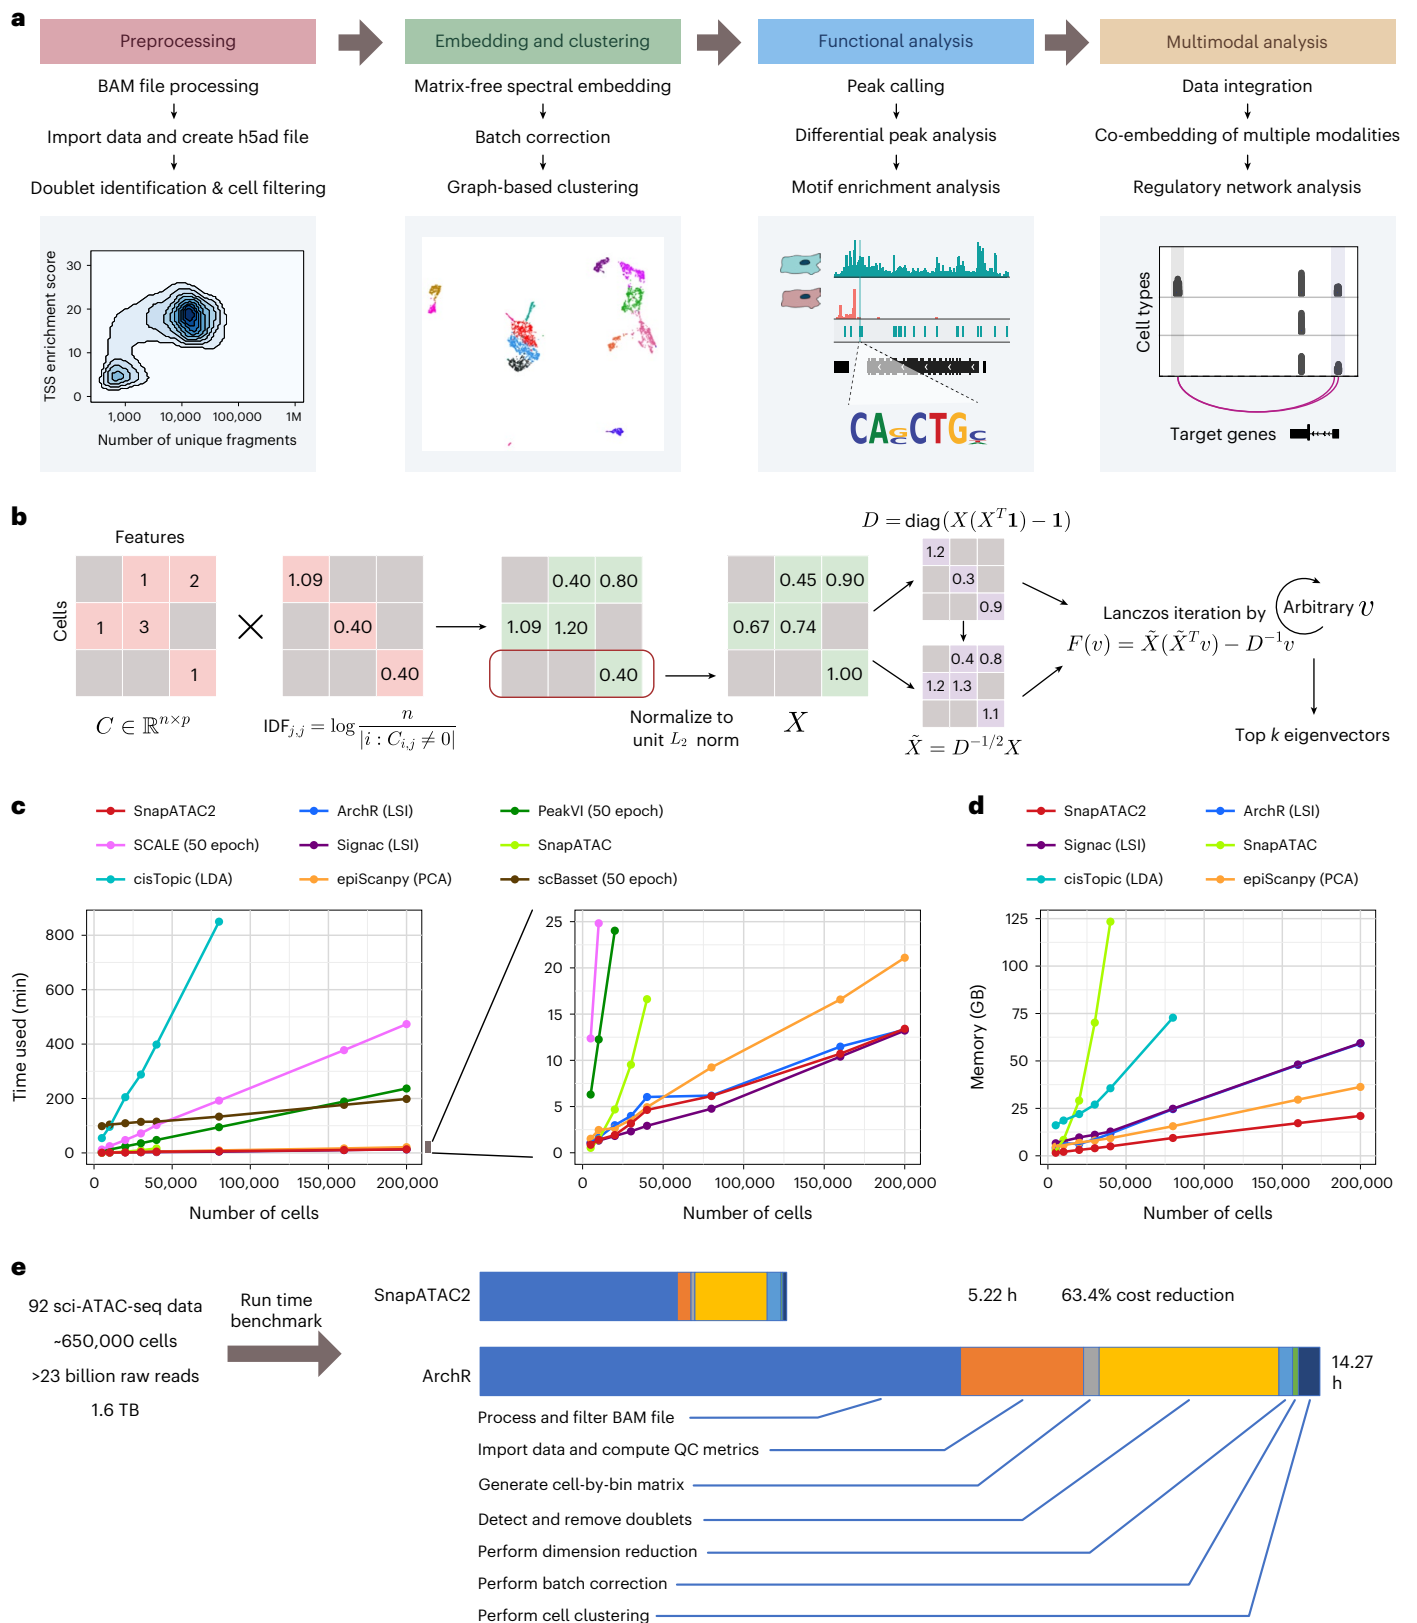 a
Preprocessing
Embedding and clustering
Functional analysis
Multimodal analysis
BAM file processing
Import data and create h5ad file
Doublet identification & cell filtering
Matrix-free spectral embedding
Batch correction
Graph-based clustering
Peak calling
Differential peak analysis
Motif enrichment analysis
Data integration
Co-embedding of multiple modalities
Regulatory network analysis
TSS enrichment score
30
20
10
0
1,000 10,000 100,000 1M
Number of unique fragments
CAGCTGC
Cell types
Target genes
b
Features
Cells
1 2
1 3
1
C ∈ ℝ^{n×p}
1.09
0.40
0.40
IDF_{j,j} = log n / |i : C_{i,j} ≠ 0|
0.40 0.80
1.09 1.20
0.40
Normalize to
unit L₂ norm
0.45 0.90
0.67 0.74
1.00
X
D = diag(X(X^T 1) − 1)
1.2
0.3
0.9
0.4 0.8
1.2 1.3
1.1
X̃ = D^{−1/2}X
Lanczos iteration by
Arbitrary v
F(v) = X̃(X̃^T v) − D^{−1}v
Top k eigenvectors
c
SnapATAC2
ArchR (LSI)
PeakVI (50 epoch)
SCALE (50 epoch)
Signac (LSI)
SnapATAC
cisTopic (LDA)
epiScanpy (PCA)
scBasset (50 epoch)
Time used (min)
800
600
400
200
0
0 50,000 100,000 150,000 200,000
Number of cells
25
20
15
10
5
0
0 50,000 100,000 150,000 200,000
Number of cells
d
SnapATAC2
ArchR (LSI)
Signac (LSI)
SnapATAC
cisTopic (LDA)
epiScanpy (PCA)
Memory (GB)
125
100
75
50
25
0
0 50,000 100,000 150,000 200,000
Number of cells
e
92 sci-ATAC-seq data
~650,000 cells
>23 billion raw reads
1.6 TB
Run time
benchmark
SnapATAC2
5.22 h
63.4% cost reduction
ArchR
14.27
h
Process and filter BAM file
Import data and compute QC metrics
Generate cell-by-bin matrix
Detect and remove doublets
Perform dimension reduction
Perform batch correction
Perform cell clustering